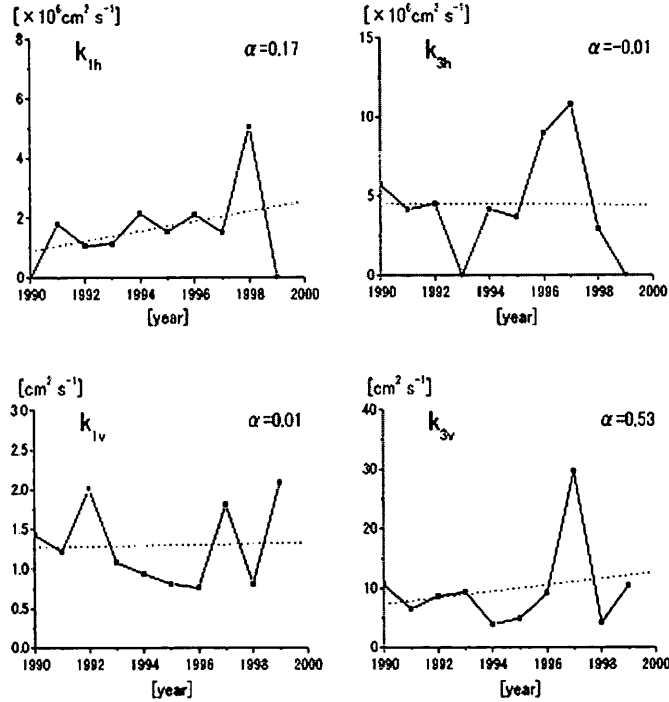 [×10⁶cm² s⁻¹]
k₁ₕ α=0.17
8
6
4
2
0
1990 1992 1994 1996 1998 2000
[year]
[×10⁶cm² s⁻¹]
k₃ₕ α=-0.01
15
10
5
0
1990 1992 1994 1996 1998 2000
[year]
[cm² s⁻¹]
k₁ᵥ α=0.01
3.0
2.5
2.0
1.5
1.0
0.5
0.0
1990 1992 1994 1996 1998 2000
[year]
[cm² s⁻¹]
k₃ᵥ α=0.53
40
30
20
10
0
1990 1992 1994 1996 1998 2000
[year]